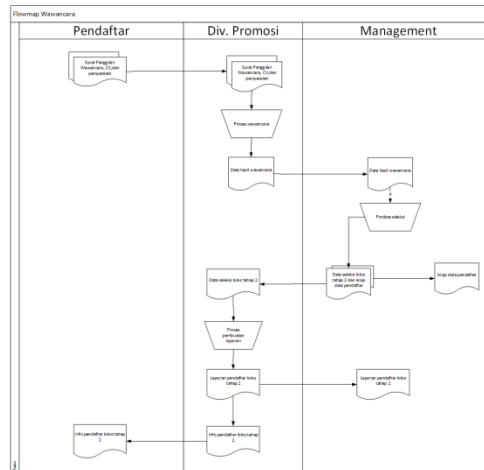 Flowmap Wawancara
Pendaftar
Div. Promosi
Management
Surat Panggilan
Wawancara, CV,dan
persyaratan
Surat Panggilan
Wawancara, CV,dan
persyaratan
Proses wawancara
Data hasil wawancara
Data hasil wawancara
Proses seleksi
Data seleksi lolos tahap 2
Data seleksi lolos
tahap 2 dan arsip
data pendaftar
Arsip data pendaftar
Proses
pembuatan
laporan
Laporan pendaftar lolos
tahap 2
Laporan pendaftar lolos
tahap 2
Info pendaftar lolos tahap
2
Info pendaftar lolos tahap
2